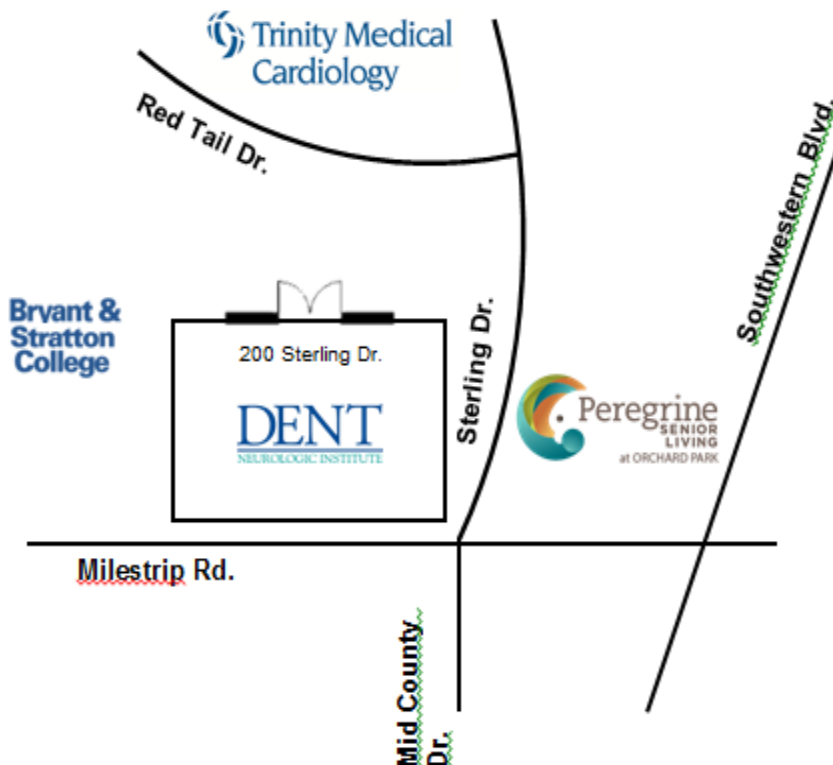 Trinity Medical
Cardiology
Red Tail Dr.
Southwestern Blvd.
Bryant &
Stratton
College
200 Sterling Dr.
Sterling Dr.
DENT
NEUROLOGIC INSTITUTE
Peregrine
SENIOR
LIVING
at ORCHARD PARK
Milestrip Rd.
Mid County
Dr.